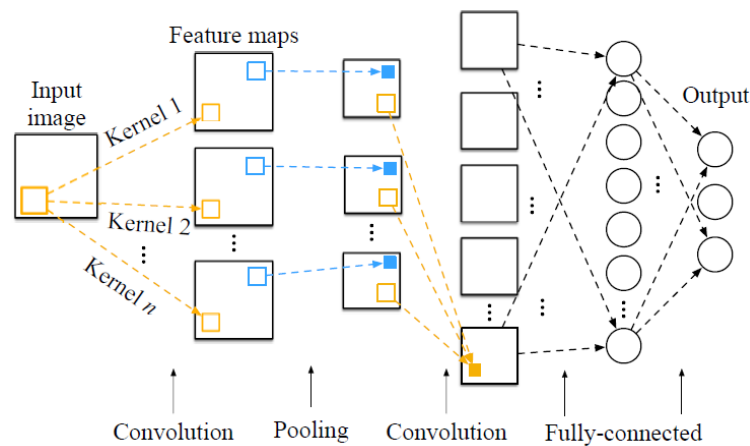 Feature maps
Input
image
Kernel 1
Kernel 2
Kernel n
Output
Convolution
Pooling
Convolution
Fully-connected